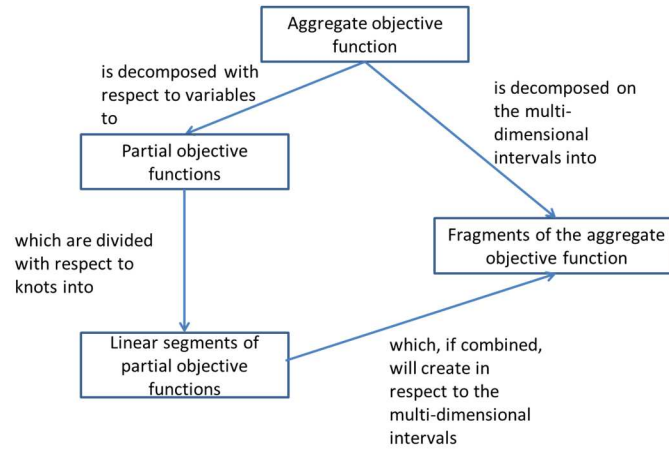 Aggregate objective
function
is decomposed with
respect to variables
to
is decomposed on
the multi-
dimensional
intervals into
Partial objective
functions
which are divided
with respect to
knots into
Fragments of the aggregate
objective function
Linear segments of
partial objective
functions
which, if combined,
will create in
respect to the
multi-dimensional
intervals